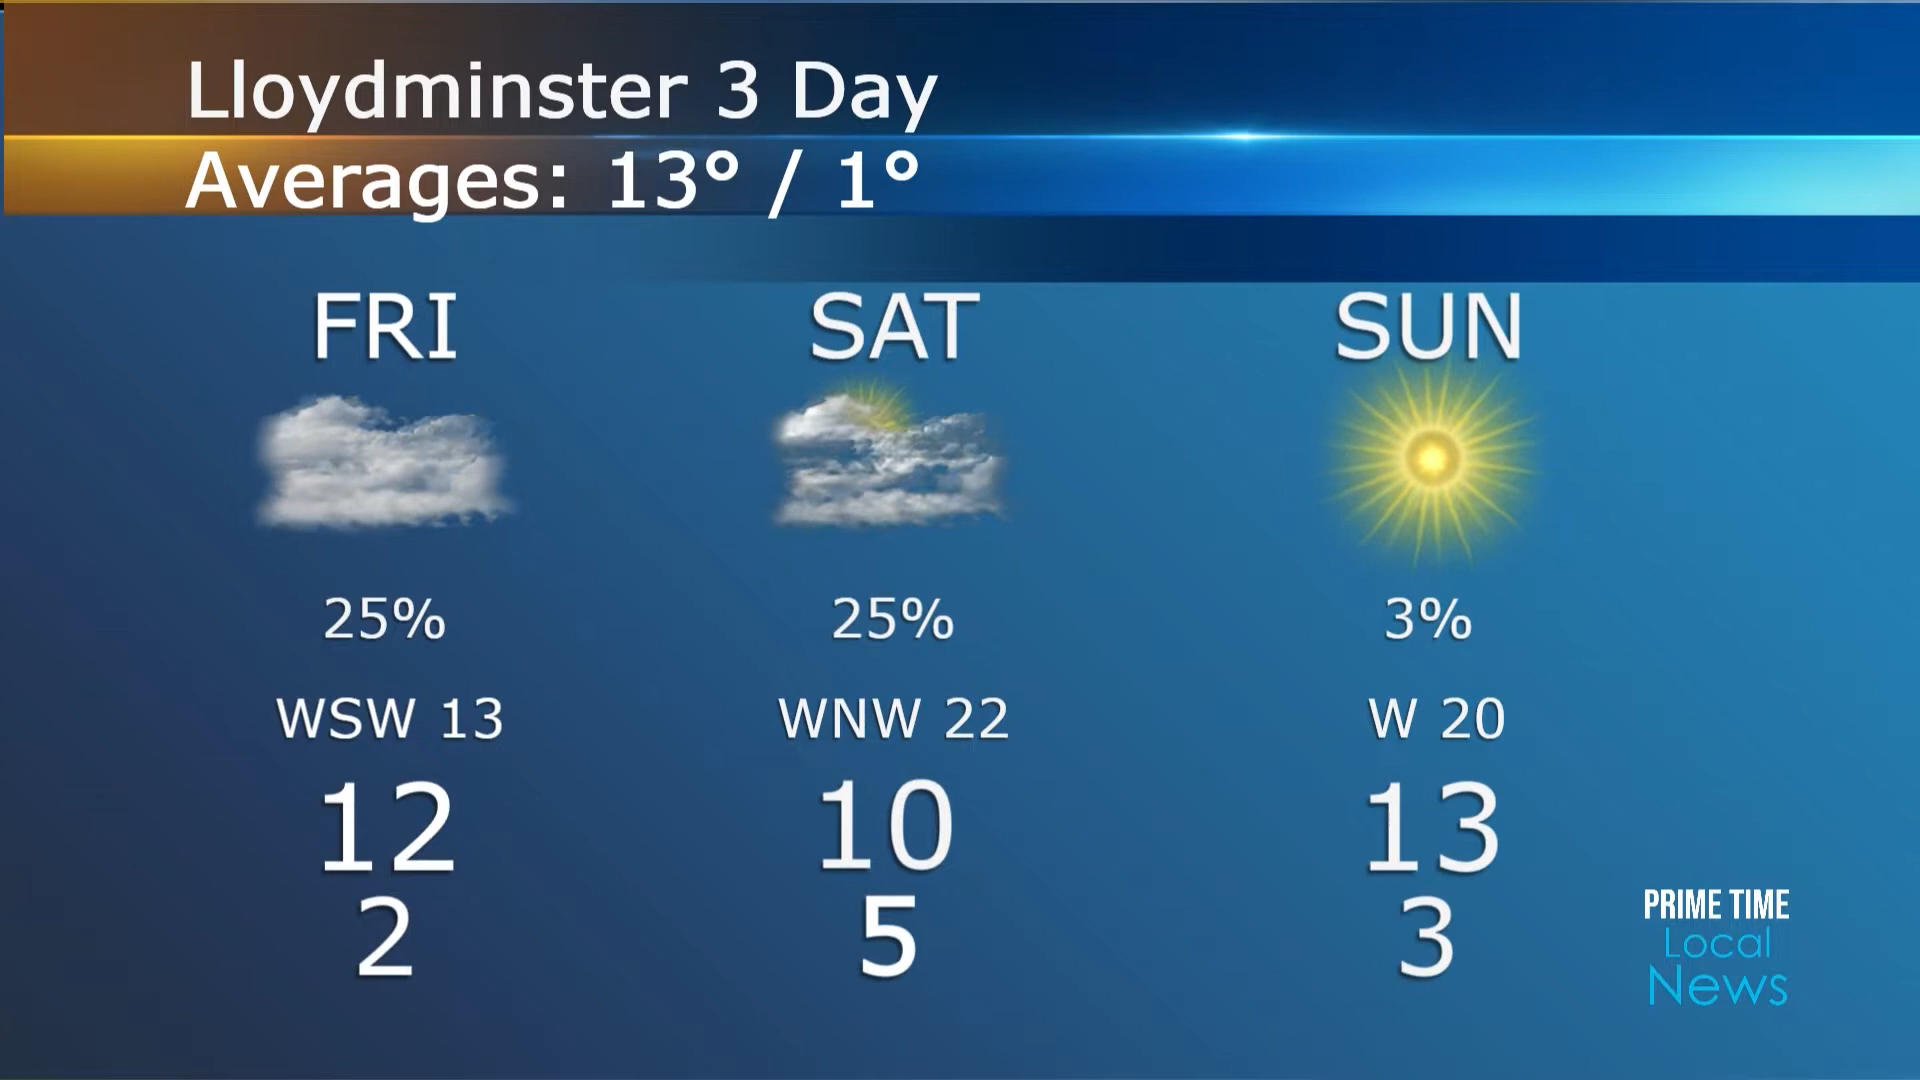 Lloydminster 3 Day
Averages: 13° / 1°
FRI SAT SUN
25% 25% 3%
WSW 13 WNW 22 W 20
12 10 13
2 5 3
PRIME TIME
Local
News